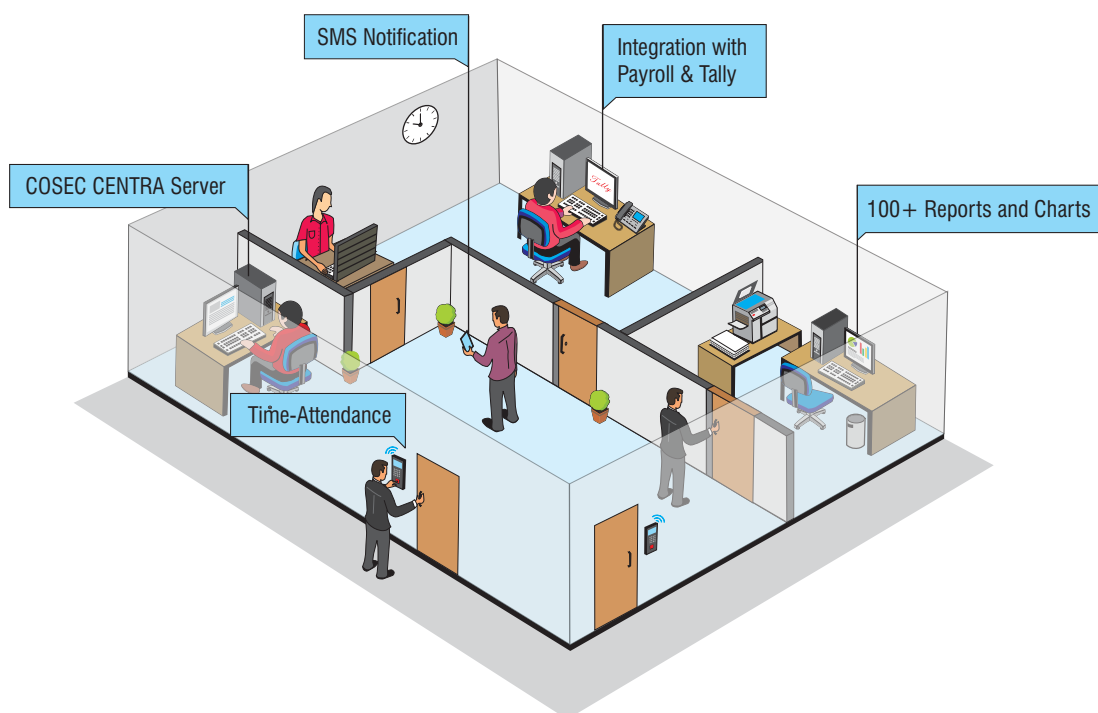 SMS Notification
Integration with
Payroll & Tally
COSEC CENTRA Server
Tally
100+ Reports and Charts
Time-Attendance